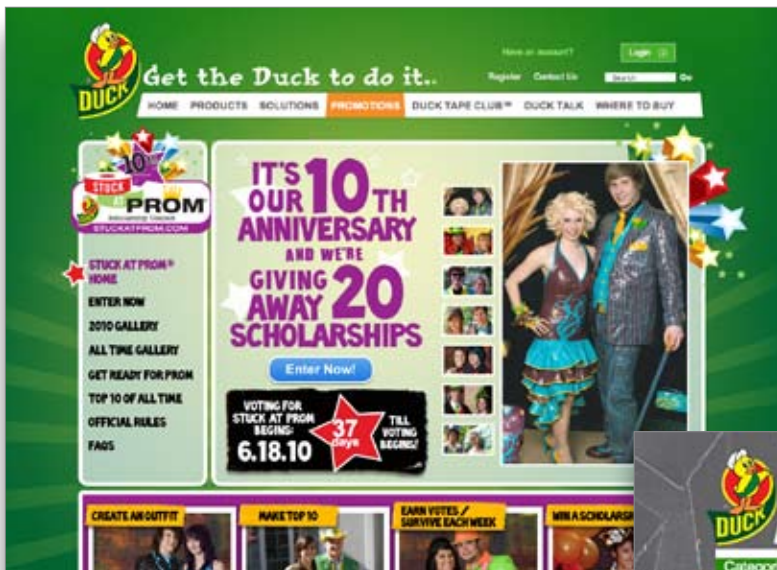 DUCK
Get the Duck to do it..
Have an account?
Login
Register Contact Us Search Go
HOME PRODUCTS SOLUTIONS PROMOTIONS DUCK TAPE CLUB™ DUCK TALK WHERE TO BUY
10
STUCK
AT
PROM
STUCKATPROM.COM
STUCK AT PROM®
HOME
ENTER NOW
2010 GALLERY
ALL TIME GALLERY
GET READY FOR PROM
TOP 10 OF ALL TIME
OFFICIAL RULES
FAQS
IT'S
OUR 10TH
ANNIVERSARY
AND WE'RE
GIVING
AWAY 20
SCHOLARSHIPS
Enter Now!
VOTING FOR
STUCK AT PROM
BEGINS:
6.18.10
37
days
TILL
VOTING
BEGINS!
CREATE AN OUTFIT
MAKE TOP 10
EARN VOTES /
SURVIVE EACH WEEK
WIN A SCHOLARSH
DUCK
Categor